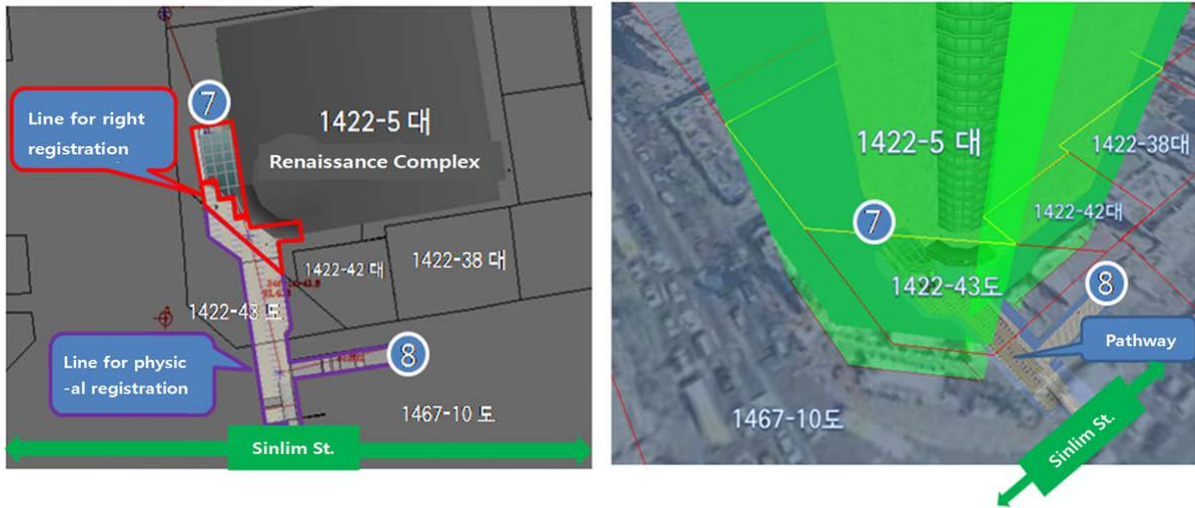 7
Line for right
registration
1422-5 대
Renaissance Complex
1422-42 대
1422-38 대
1422-43 도
Line for physic
-al registration
8
1467-10 도
Sinlim St.
1422-5 대
1422-38대
7
1422-42대
1422-43도
8
Pathway
1467-10도
Sinlim St.